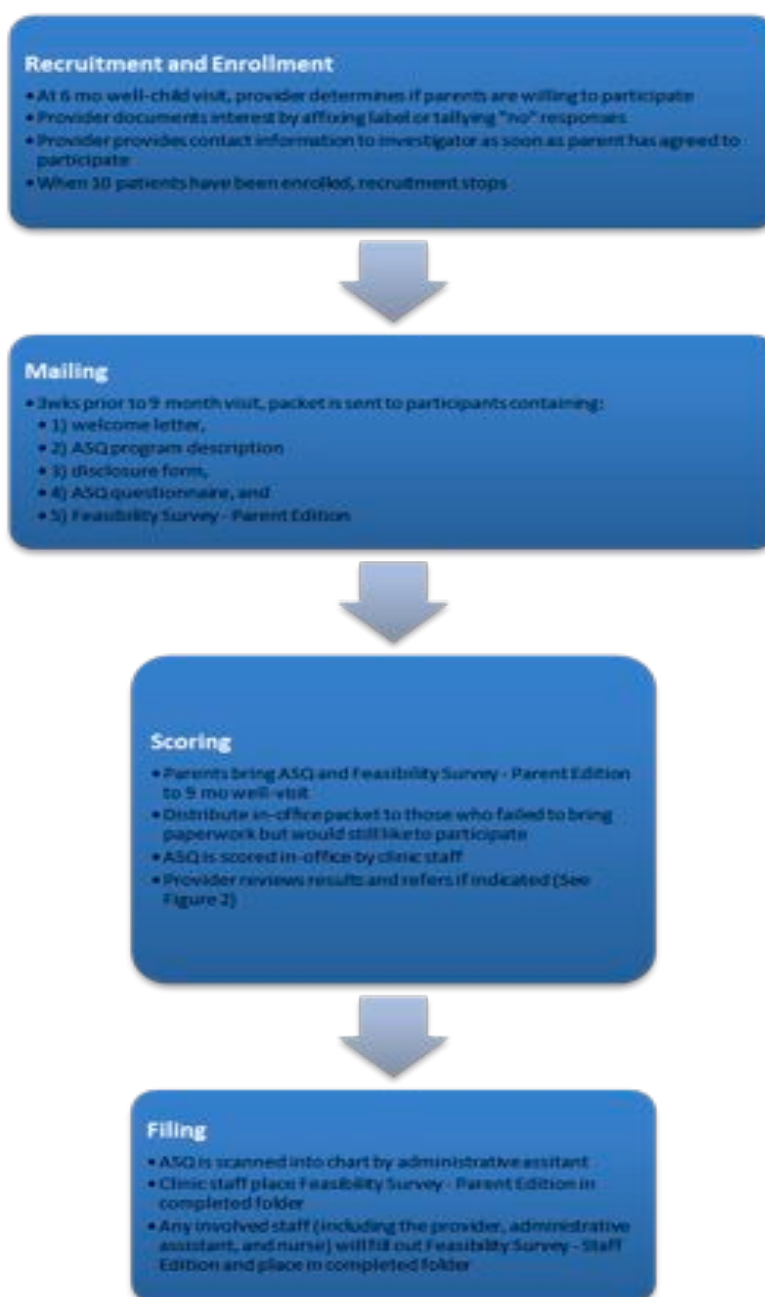 Recruitment and Enrollment
• At 6 mo well-child visit, provider determines if parents are willing to participate
• Provider documents interest by affixing label or tallying "no" responses
• Provider provides contact information to investigator as soon as parent has agreed to
participate
• When patients have been enrolled, recruitment stops
Mailing
• 3wks prior to 9 month visit, packet is sent to participants containing:
• 1) welcome letter,
• 2) ASQ program description
• 3) disclosure form,
• 4) ASQ questionnaire, and
• 5) Feasibility Survey - Parent Edition
Scoring
• Parents bring ASQ and Feasibility Survey - Parent Edition
to 9 mo well-visit
• Distribute in-office packet to those who failed to bring
paperwork but would still like to participate
• ASQ is scored in-office by clinic staff
• Provider reviews results and refers if indicated (See
Figure 2)
Filing
• ASQ is scanned into chart by administrative assitant
• Clinic staff place Feasibility Survey - Parent Edition in
completed folder
• Any involved staff (including the provider, administrative
assistant, and nurse) will fill out Feasibility Survey - Staff
Edition and place in completed folder